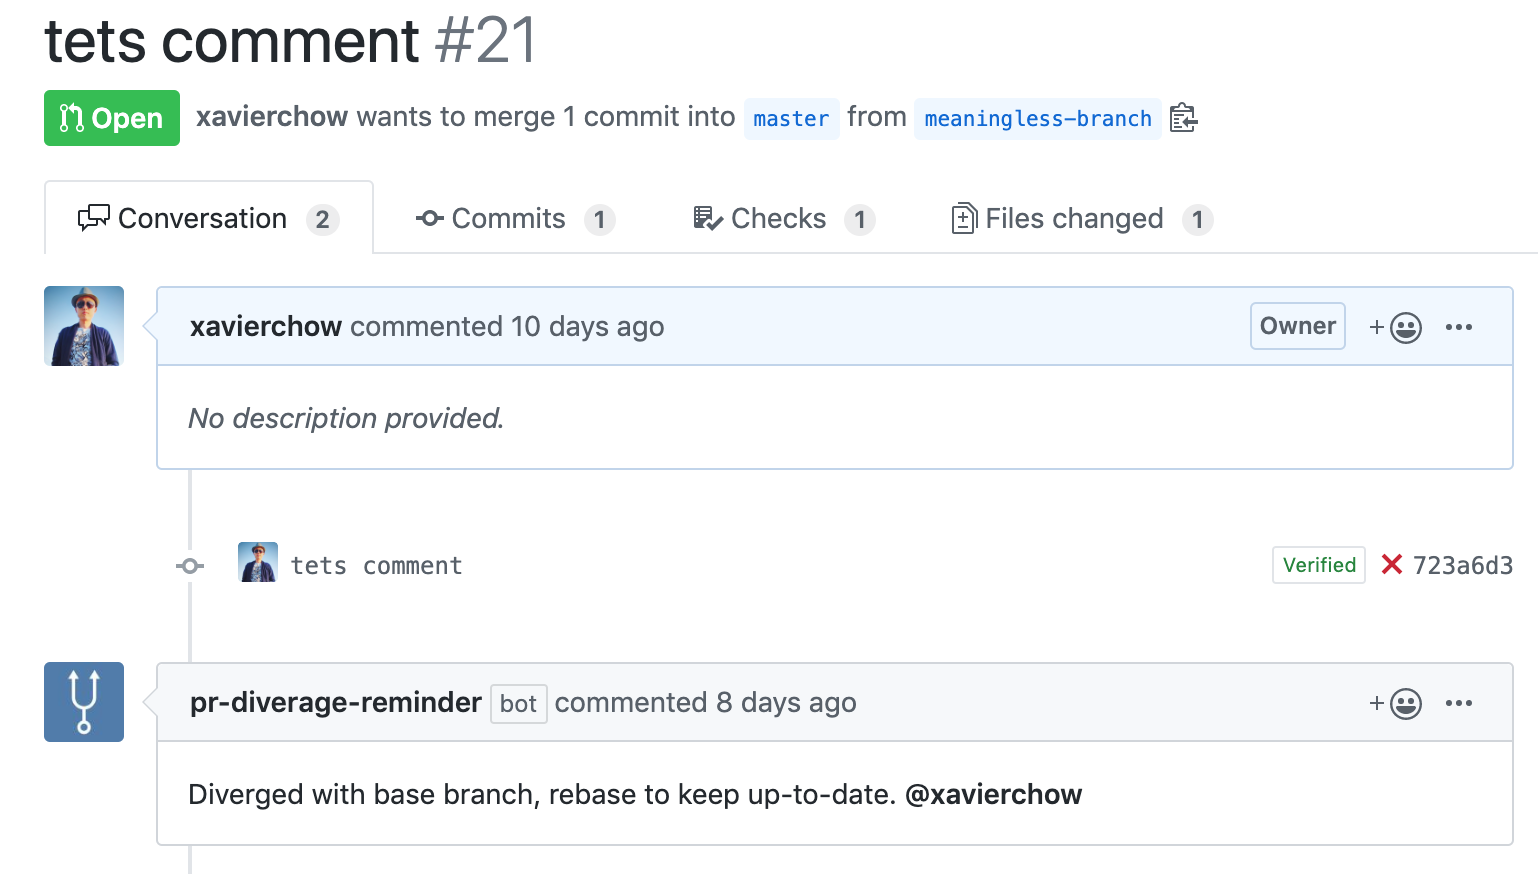 tets comment #21
Open xavierchow wants to merge 1 commit into master from meaningless-branch
Conversation 2 Commits 1 Checks 1 Files changed 1
xavierchow commented 10 days ago Owner
No description provided.
tets comment Verified 723a6d3
pr-diverage-reminder bot commented 8 days ago
Diverged with base branch, rebase to keep up-to-date. @xavierchow